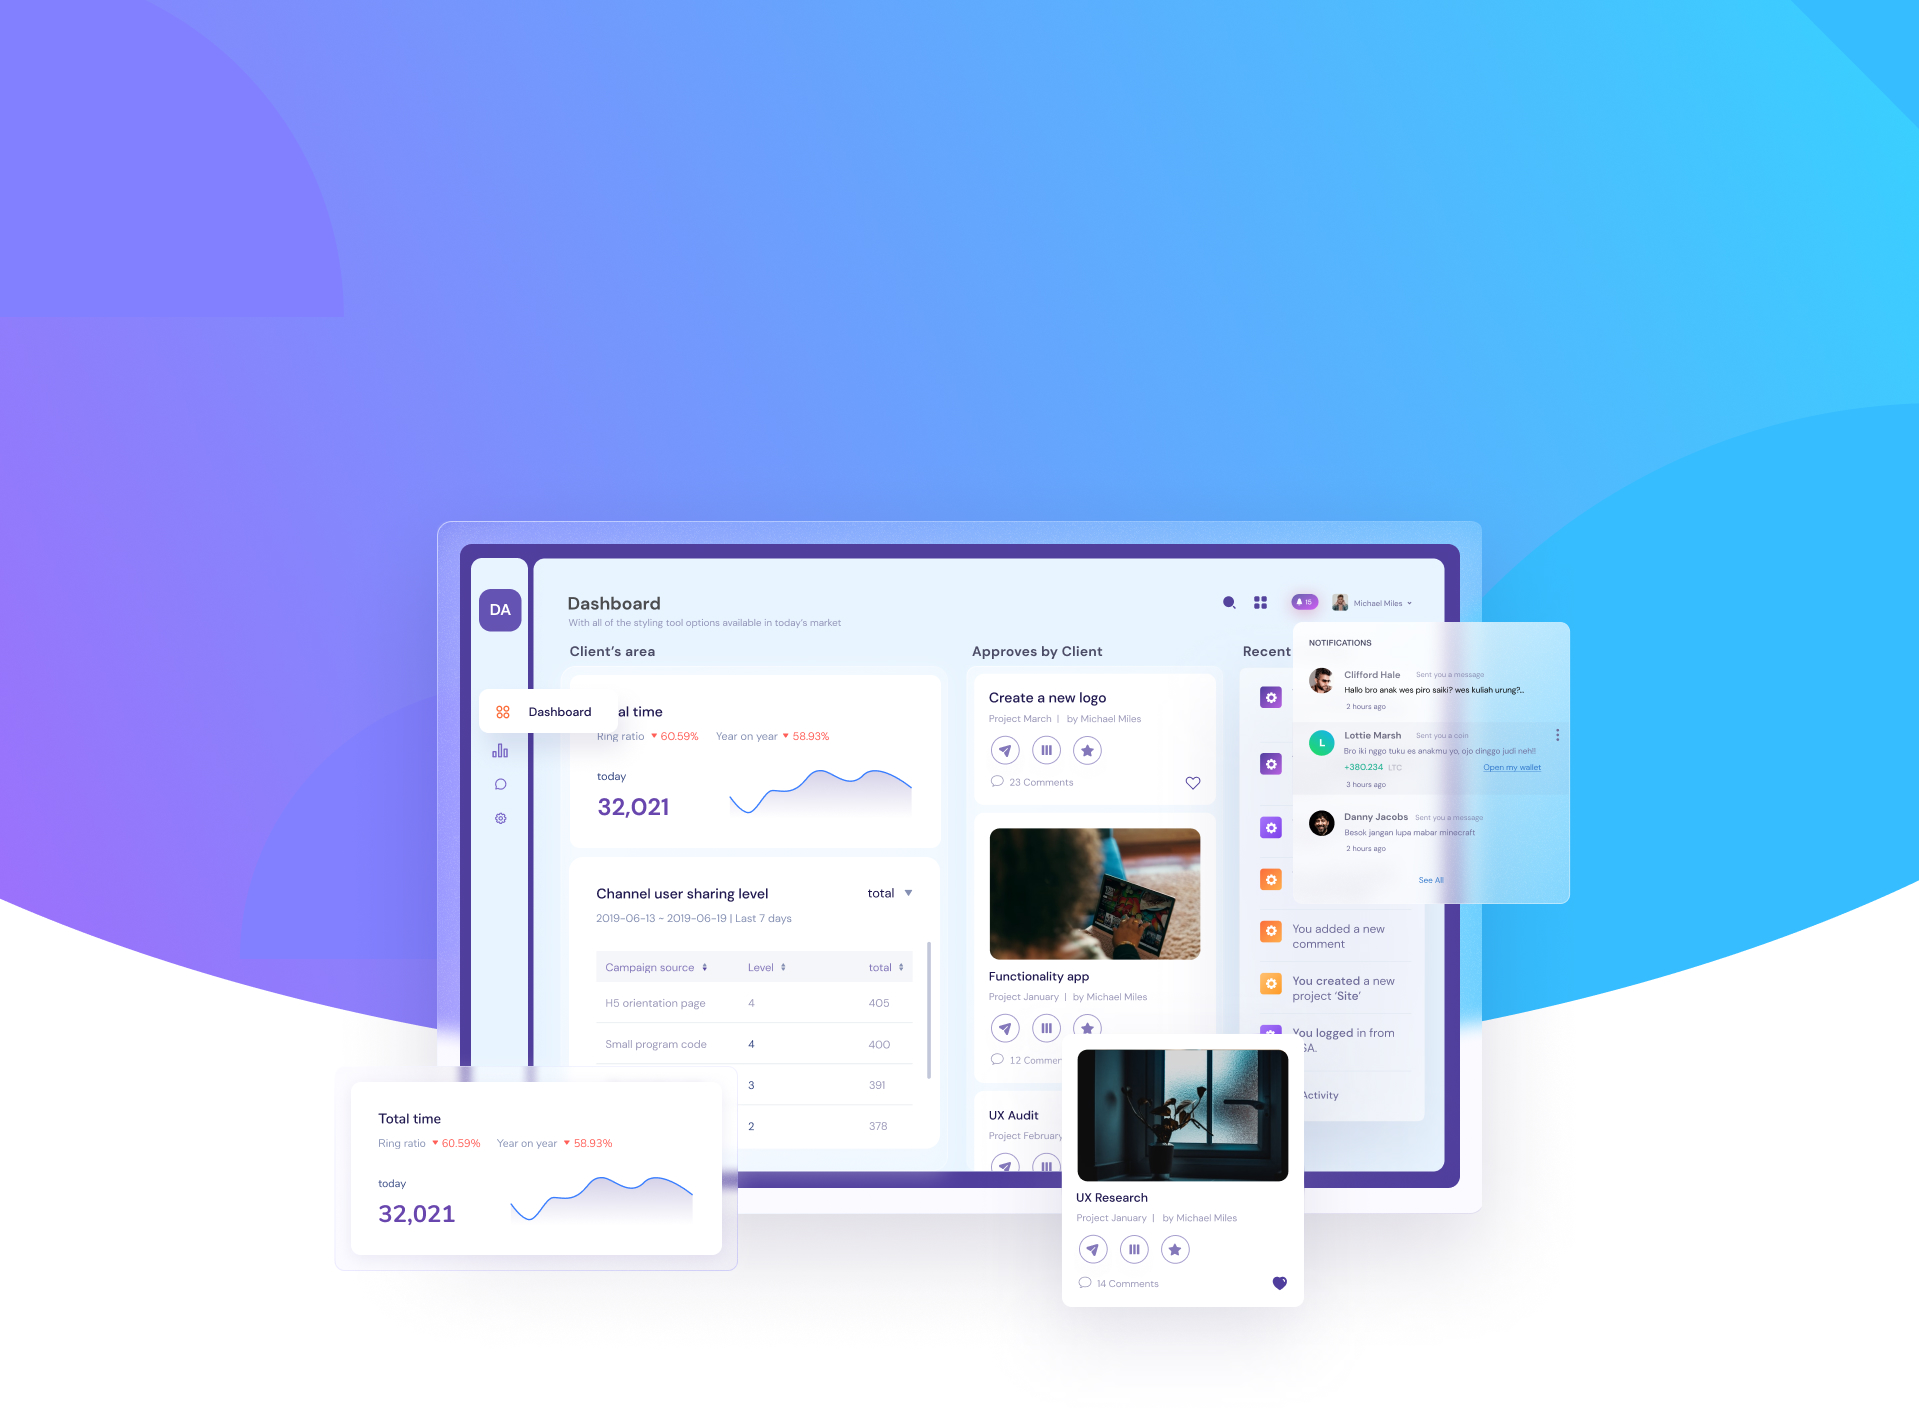 DA
Dashboard
With all of the styling tool options available in today's market
15
Michael Miles
Client's area
Approves by Client
Recent
Dashboard
al time
Ring ratio 60.59% Year on year 58.93%
today
32,021
Channel user sharing level
total
2019-06-13 - 2019-06-19 | Last 7 days
Campaign source Level total
H5 orientation page 4 405
Small program code 4 400
3 391
2 378
Create a new logo
Project March | by Michael Miles
23 Comments
Functionality app
Project January | by Michael Miles
12 Commen
UX Audit
Project February
You added a new
comment
You created a new
project 'Site'
You logged in from
SA.
Activity
NOTIFICATIONS
Clifford Hale Sent you a message
Hallo bro anak wes piro saiki? wes kuliah urung?...
2 hours ago
L
Lottie Marsh Sent you a coin
Bro iki nggo tuku es anakmu yo, ojo dinggo judi neh!!
+380.234 LTC Open my wallet
3 hours ago
Danny Jacobs Sent you a message
Besok jangan lupa mabar minecraft
2 hours ago
See All
Total time
Ring ratio 60.59% Year on year 58.93%
today
32,021
UX Research
Project January | by Michael Miles
14 Comments